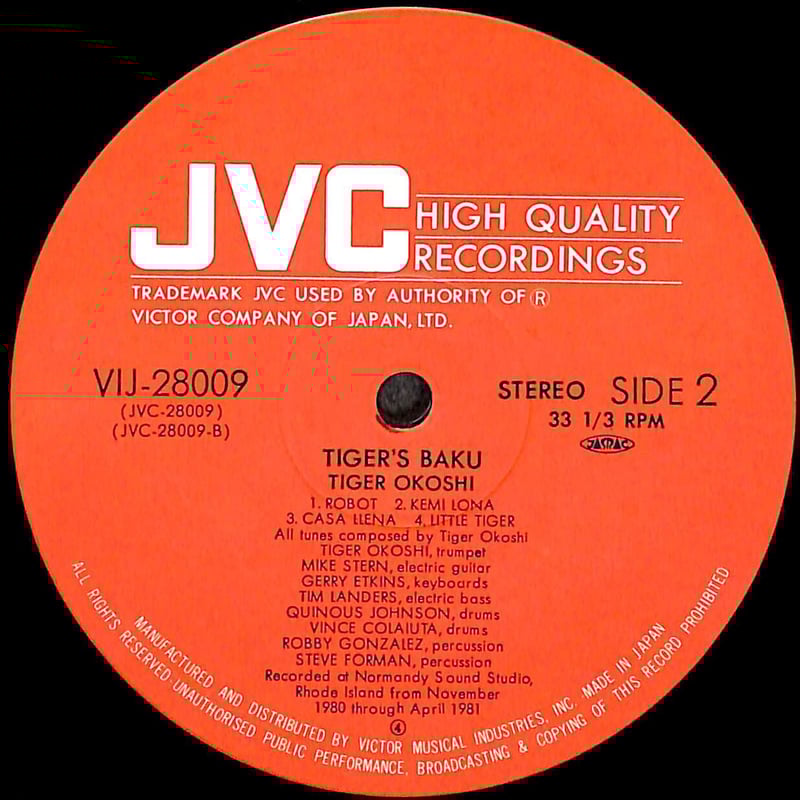 JVC HIGH QUALITY
RECORDINGS
TRADEMARK JVC USED BY AUTHORITY OF ®
VICTOR COMPANY OF JAPAN, LTD.
VIJ-28009
(JVC-28009)
(JVC-28009-B)
STEREO SIDE 2
33 1/3 RPM
JASRAC
TIGER'S BAKU
TIGER OKOSHI
1. ROBOT 2. KEMI LONA
3. CASA LLENA 4. LITTLE TIGER
All tunes composed by Tiger Okoshi
TIGER OKOSHI, trumpet
MIKE STERN, electric guitar
GERRY ETKINS, keyboards
TIM LANDERS, electric bass
QUINOUS JOHNSON, drums
VINCE COLAIUTA, drums
ROBBY GONZALEZ, percussion
STEVE FORMAN, percussion
Recorded at Normandy Sound Studio,
Rhode Island from November
1980 through April 1981
④
MANUFACTURED AND DISTRIBUTED BY VICTOR MUSICAL INDUSTRIES, INC. MADE IN JAPAN
ALL RIGHTS RESERVED·UNAUTHORISED PUBLIC PERFORMANCE, BROADCASTING & COPYING OF THIS RECORD PROHIBITED